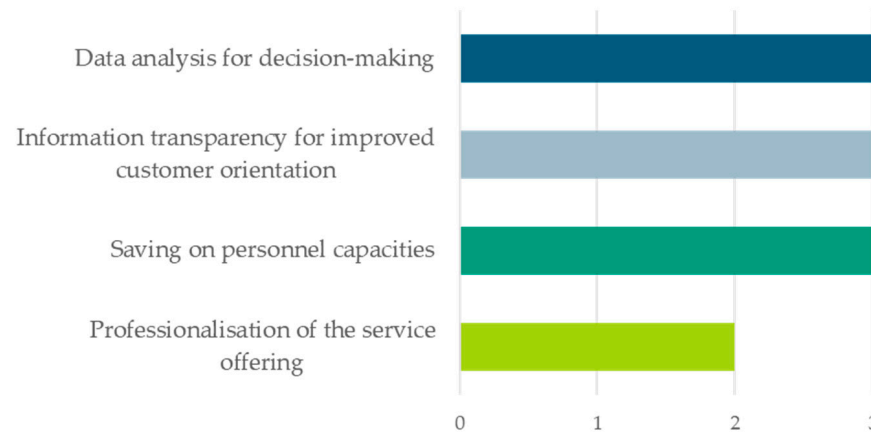 Data analysis for decision-making
Information transparency for improved
customer orientation
Saving on personnel capacities
Professionalisation of the service
offering
0 1 2 3